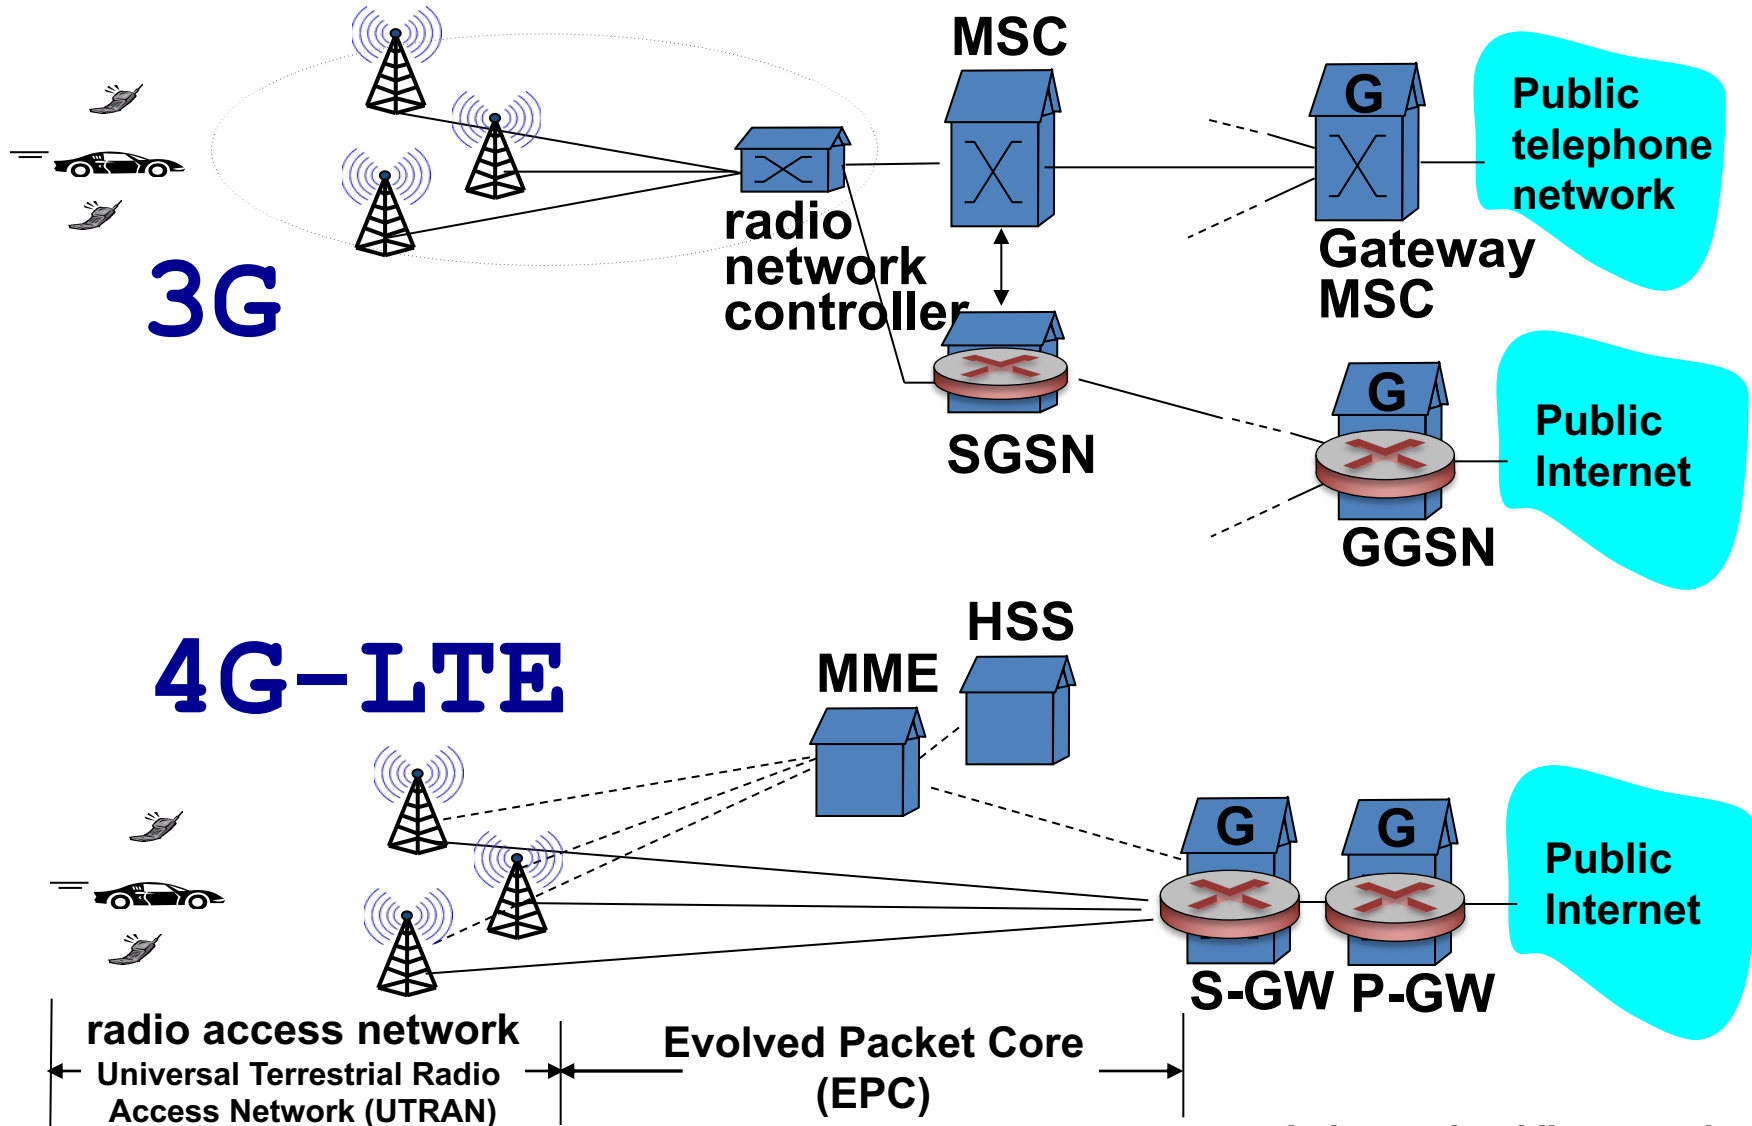 MSC
G
Public
telephone
network
radio
network
controller
Gateway
MSC
3G
SGSN
G
Public
Internet
GGSN
HSS
MME
4G-LTE
G
G
Public
Internet
S-GW
P-GW
radio access network
Universal Terrestrial Radio
Access Network (UTRAN)
Evolved Packet Core
(EPC)